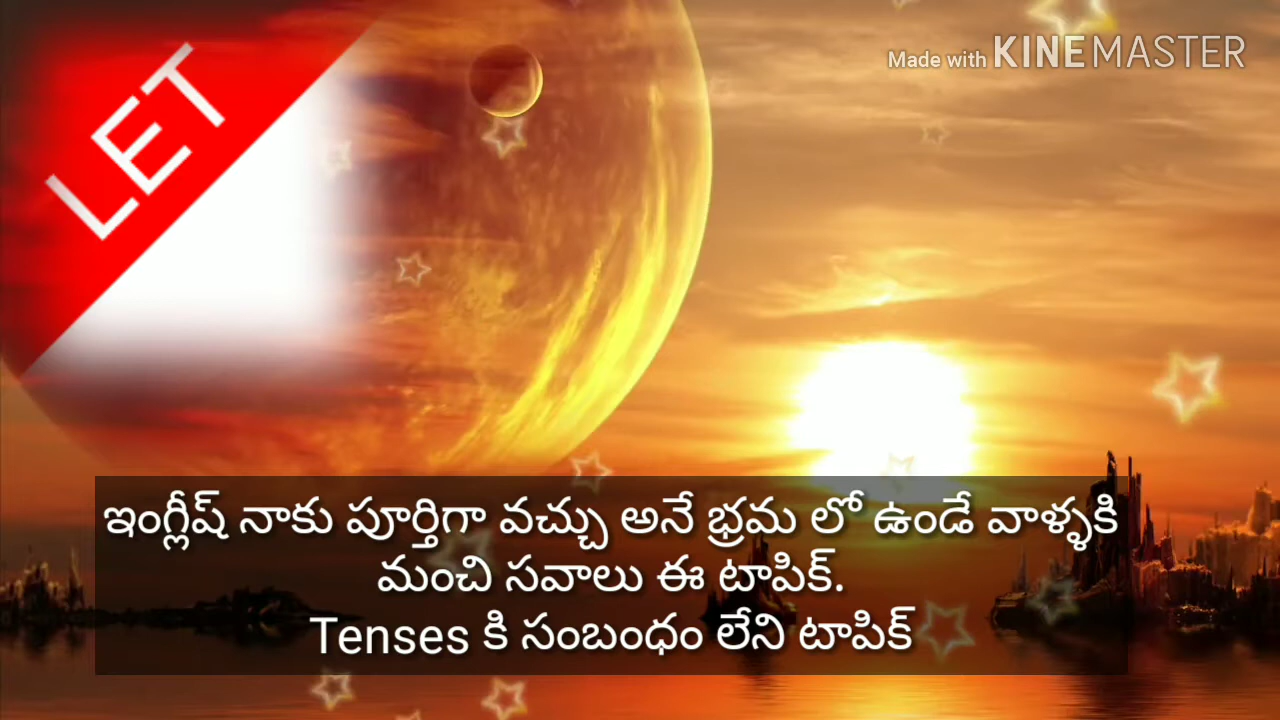 LET
Made with KINEMASTER
ఇంగ్లీష్ నాకు పూర్తిగా వచ్చు అనే భ్రమ లో ఉండే వాళ్ళకి
మంచి సవాలు ఈ టాపిక్.
Tenses కి సంబంధం లేని టాపిక్